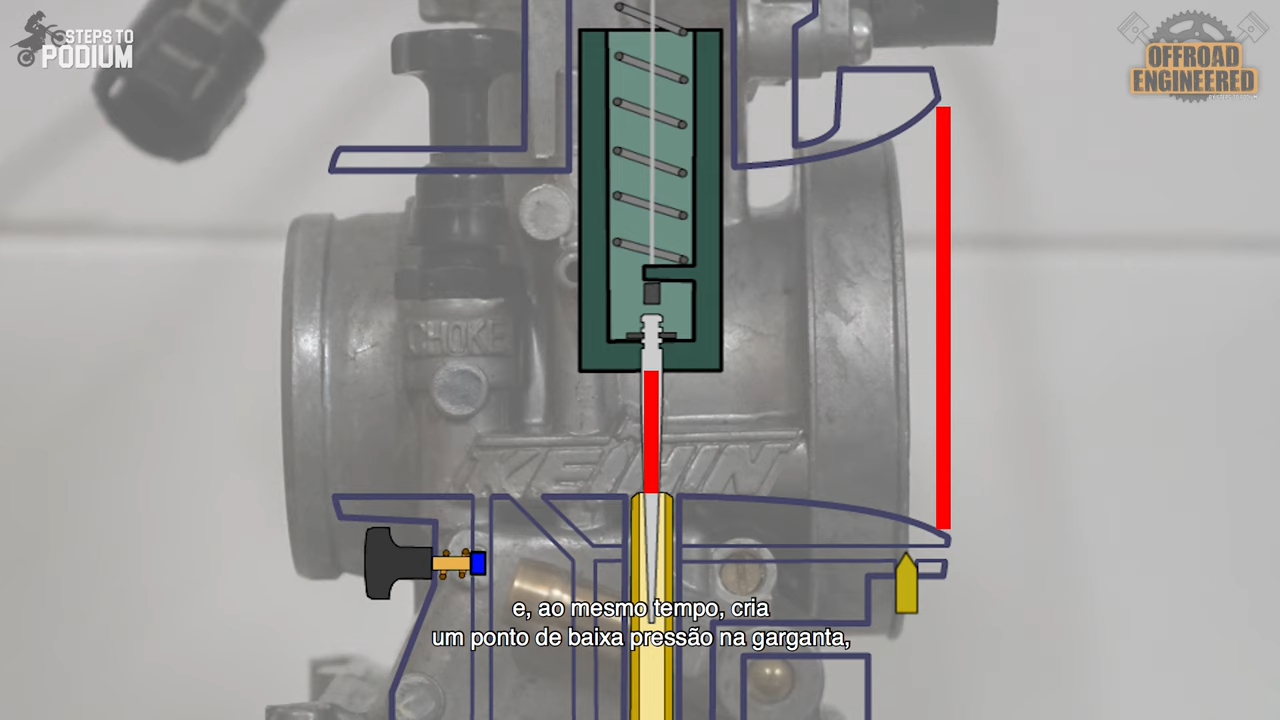 STEPS TO
PODIUM
OFFROAD
ENGINEERED
CHOKE
KEIHIN
e, ao mesmo tempo, cria
um ponto de baixa pressão na garganta,